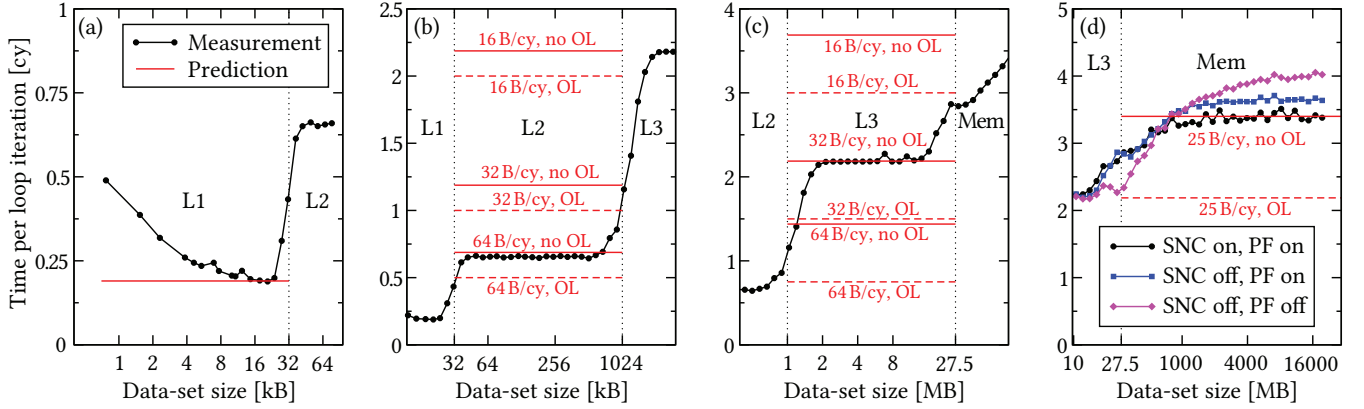 Time per loop iteration [cy]
(a)
Measurement
Prediction
L1
L2
1
0.75
0.5
0.25
0
1
2
4
8
16
32
64
Data-set size [kB]
(b)
16 B/cy, no OL
16 B/cy, OL
L1
L2
L3
32 B/cy, no OL
32 B/cy, OL
64 B/cy, no OL
64 B/cy, OL
2.5
2
1.5
1
0.5
0
32
64
256
1024
Data-set size [kB]
(c)
16 B/cy, no OL
16 B/cy, OL
L2
L3
Mem
32 B/cy, no OL
32 B/cy, OL
64 B/cy, no OL
64 B/cy, OL
4
3
2
1
0
1
2
4
8
27.5
Data-set size [MB]
(d)
L3
Mem
25 B/cy, no OL
25 B/cy, OL
SNC on, PF on
SNC off, PF on
SNC off, PF off
5
4
3
2
1
0
10
27.5
1000
4000
16000
Data-set size [MB]